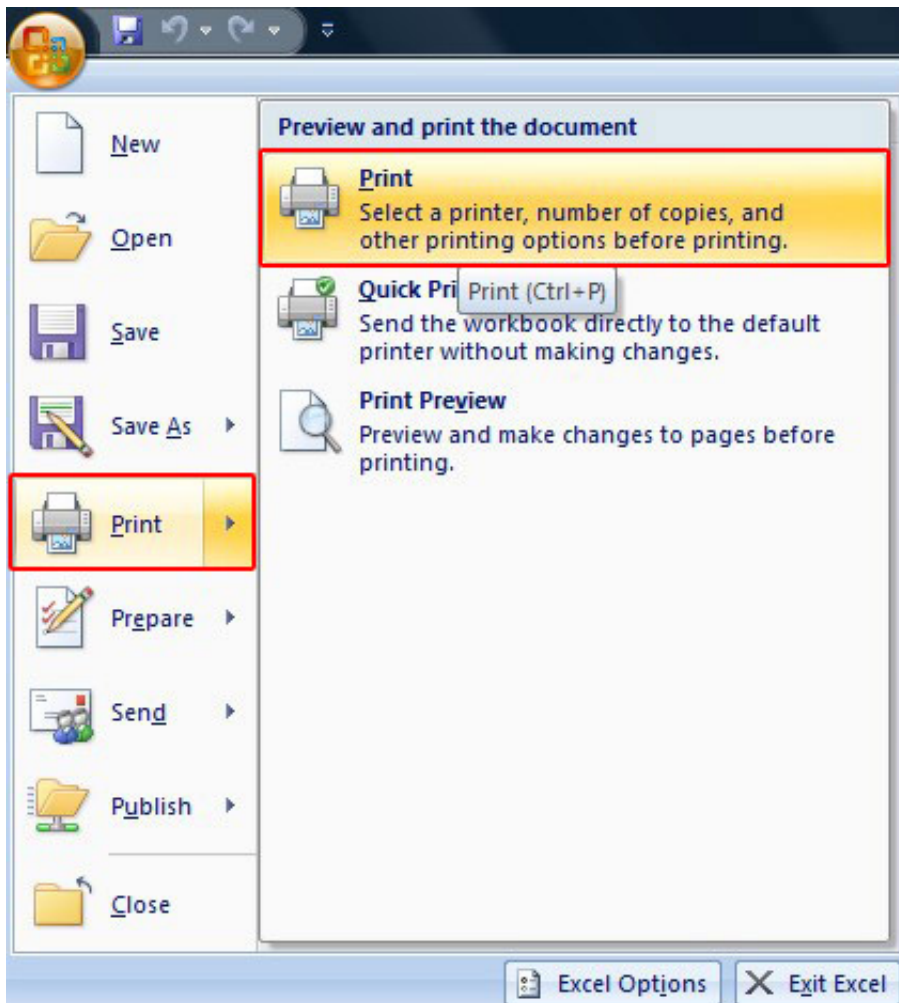 New
Open
Save
Save As
Print
Prepare
Send
Publish
Close
Preview and print the document
Print
Select a printer, number of copies, and
other printing options before printing.
Quick Pri
Print (Ctrl+P)
Send the workbook directly to the default
printer without making changes.
Print Preview
Preview and make changes to pages before
printing.
Excel Options
Exit Excel